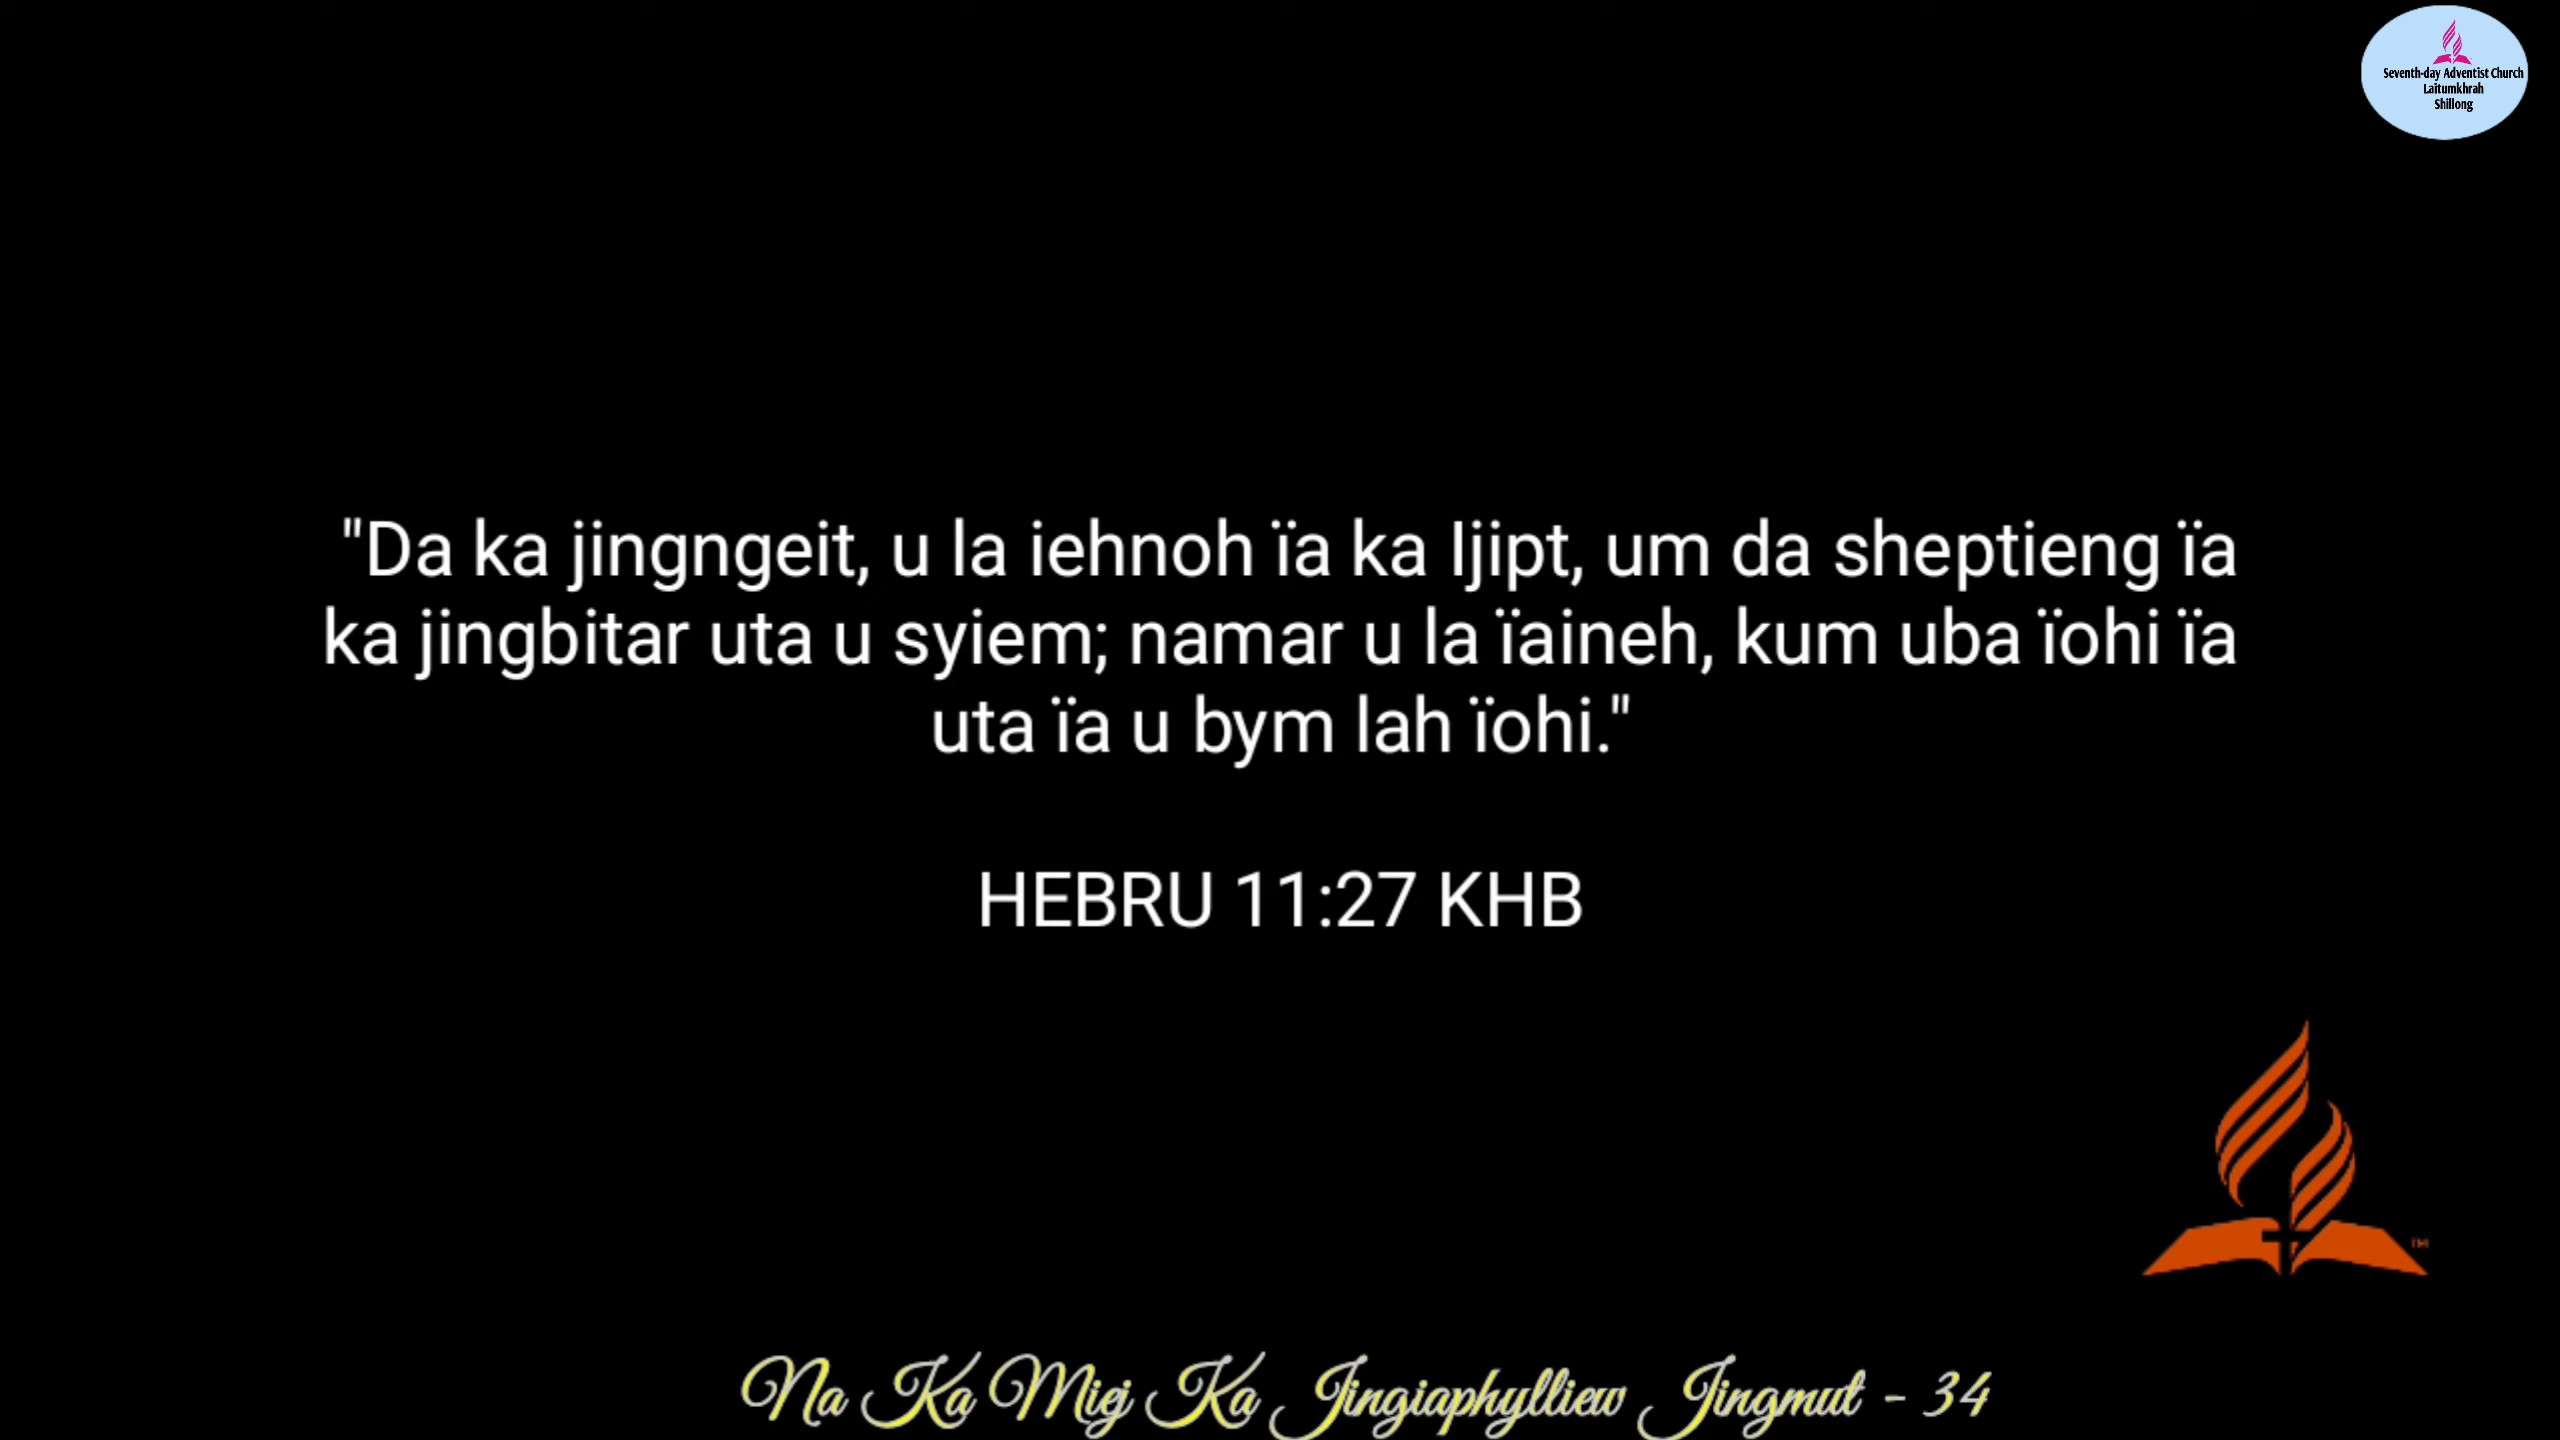 Seventh-day Adventist Church
Laitumkhrah
Shillong
"Da ka jingngeit, u la iehnoh ïa ka Ijipt, um da sheptieng ïa
ka jingbitar uta u syiem; namar u la ïaineh, kum uba ïohi ïa
uta ïa u bym lah ïohi."
HEBRU 11:27 KHB
TM
Na Ka Miej Ka Jingiaphylliew Jingmut - 34